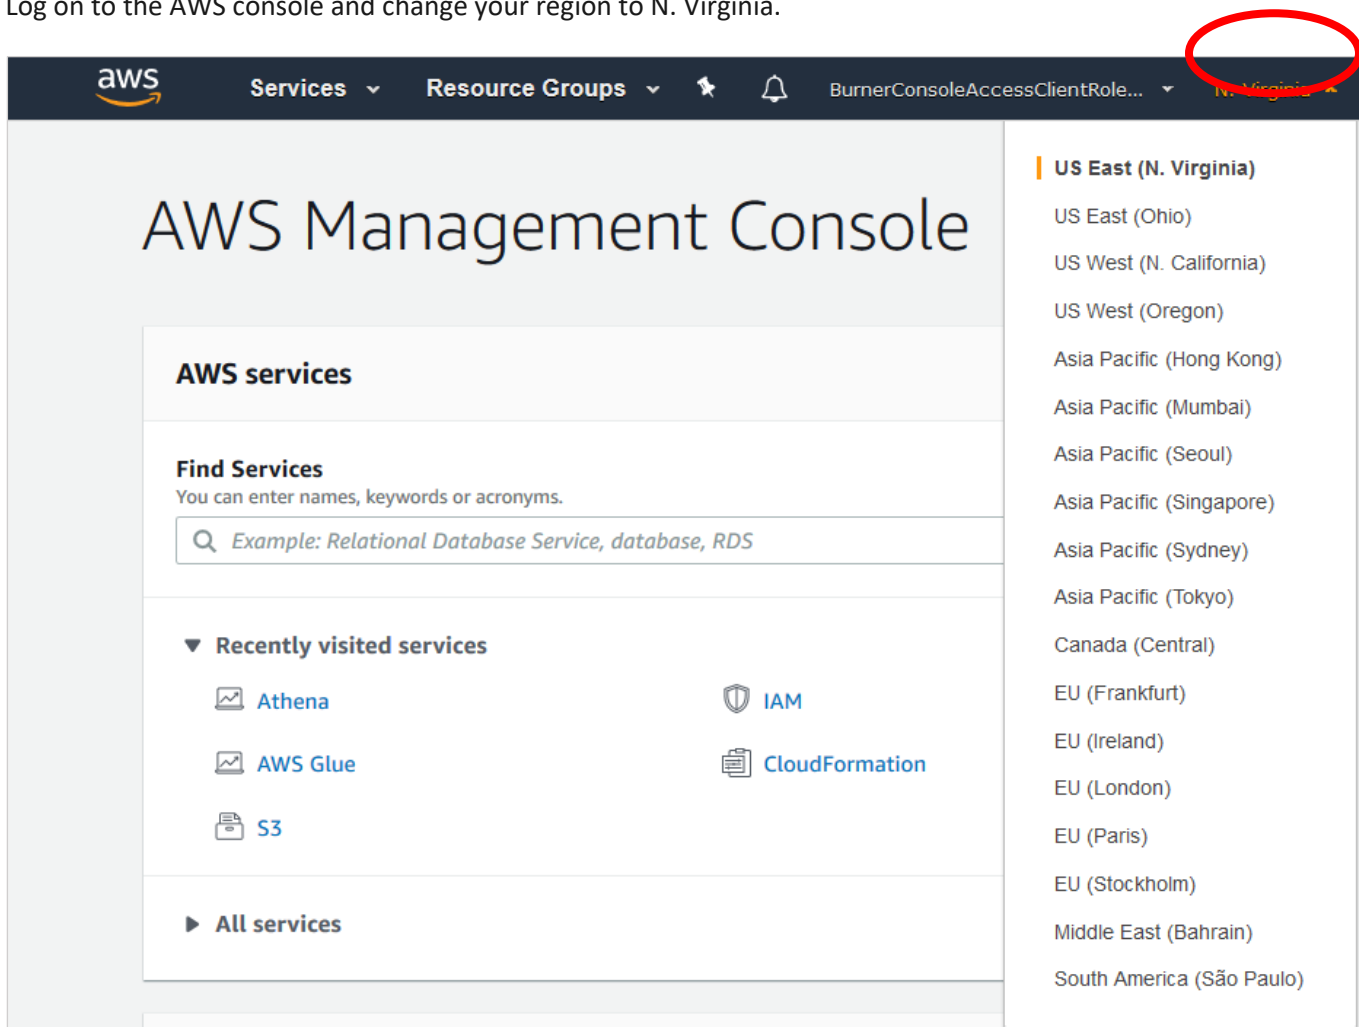 Log on to the AWS console and change your region to N. Virginia.
aws Services Resource Groups BurnerConsoleAccessClientRole... N. Virginia
AWS Management Console
AWS services
Find Services
You can enter names, keywords or acronyms.
Example: Relational Database Service, database, RDS
Recently visited services
Athena
IAM
AWS Glue
CloudFormation
S3
All services
US East (N. Virginia)
US East (Ohio)
US West (N. California)
US West (Oregon)
Asia Pacific (Hong Kong)
Asia Pacific (Mumbai)
Asia Pacific (Seoul)
Asia Pacific (Singapore)
Asia Pacific (Sydney)
Asia Pacific (Tokyo)
Canada (Central)
EU (Frankfurt)
EU (Ireland)
EU (London)
EU (Paris)
EU (Stockholm)
Middle East (Bahrain)
South America (São Paulo)